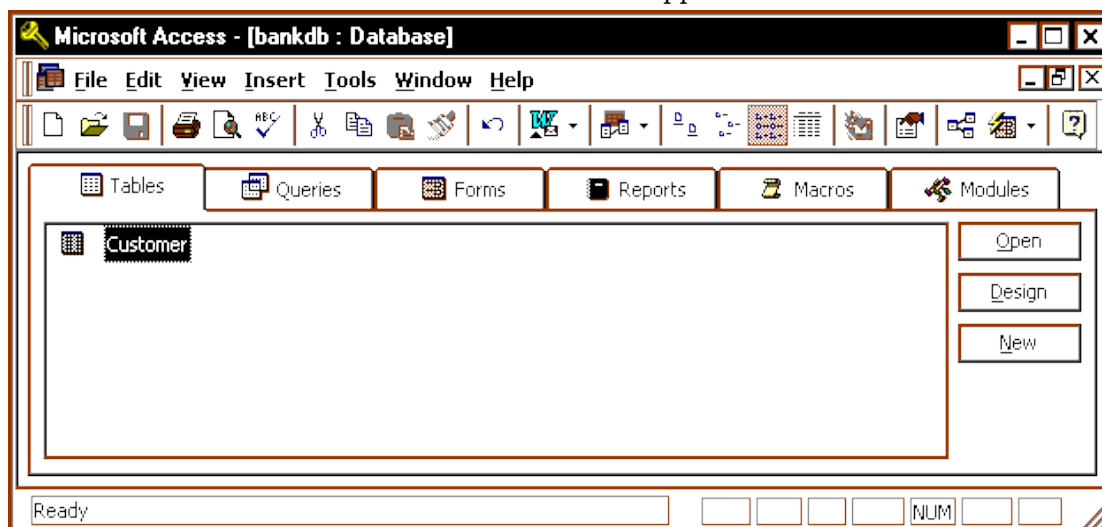 Microsoft Access - [bankdb : Database]
File Edit View Insert Tools Window Help
ABC
Tables Queries Forms Reports Macros Modules
Customer
Open
Design
New
Ready NUM